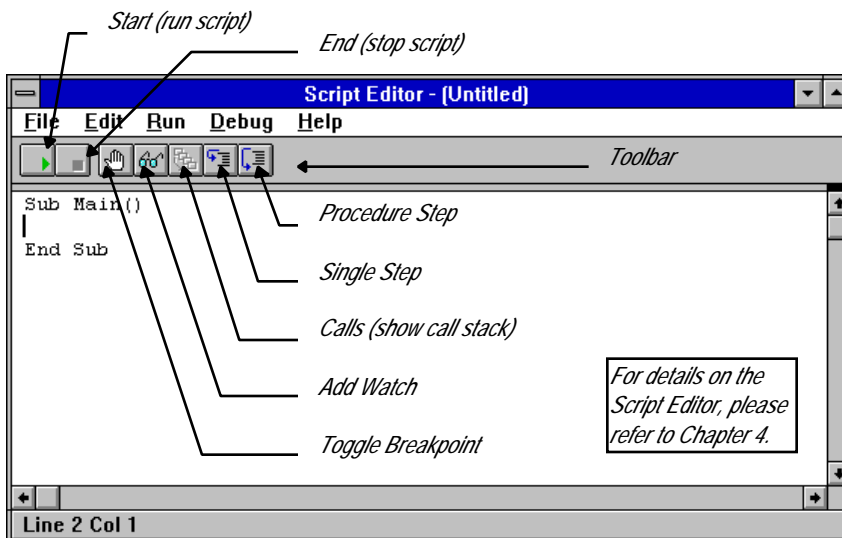 Start (run script)
End (stop script)
Script Editor - (Untitled)
File Edit Run Debug Help
Toolbar
Sub Main()
End Sub
Procedure Step
Single Step
Calls (show call stack)
Add Watch
Toggle Breakpoint
For details on the
Script Editor, please
refer to Chapter 4.
Line 2 Col 1